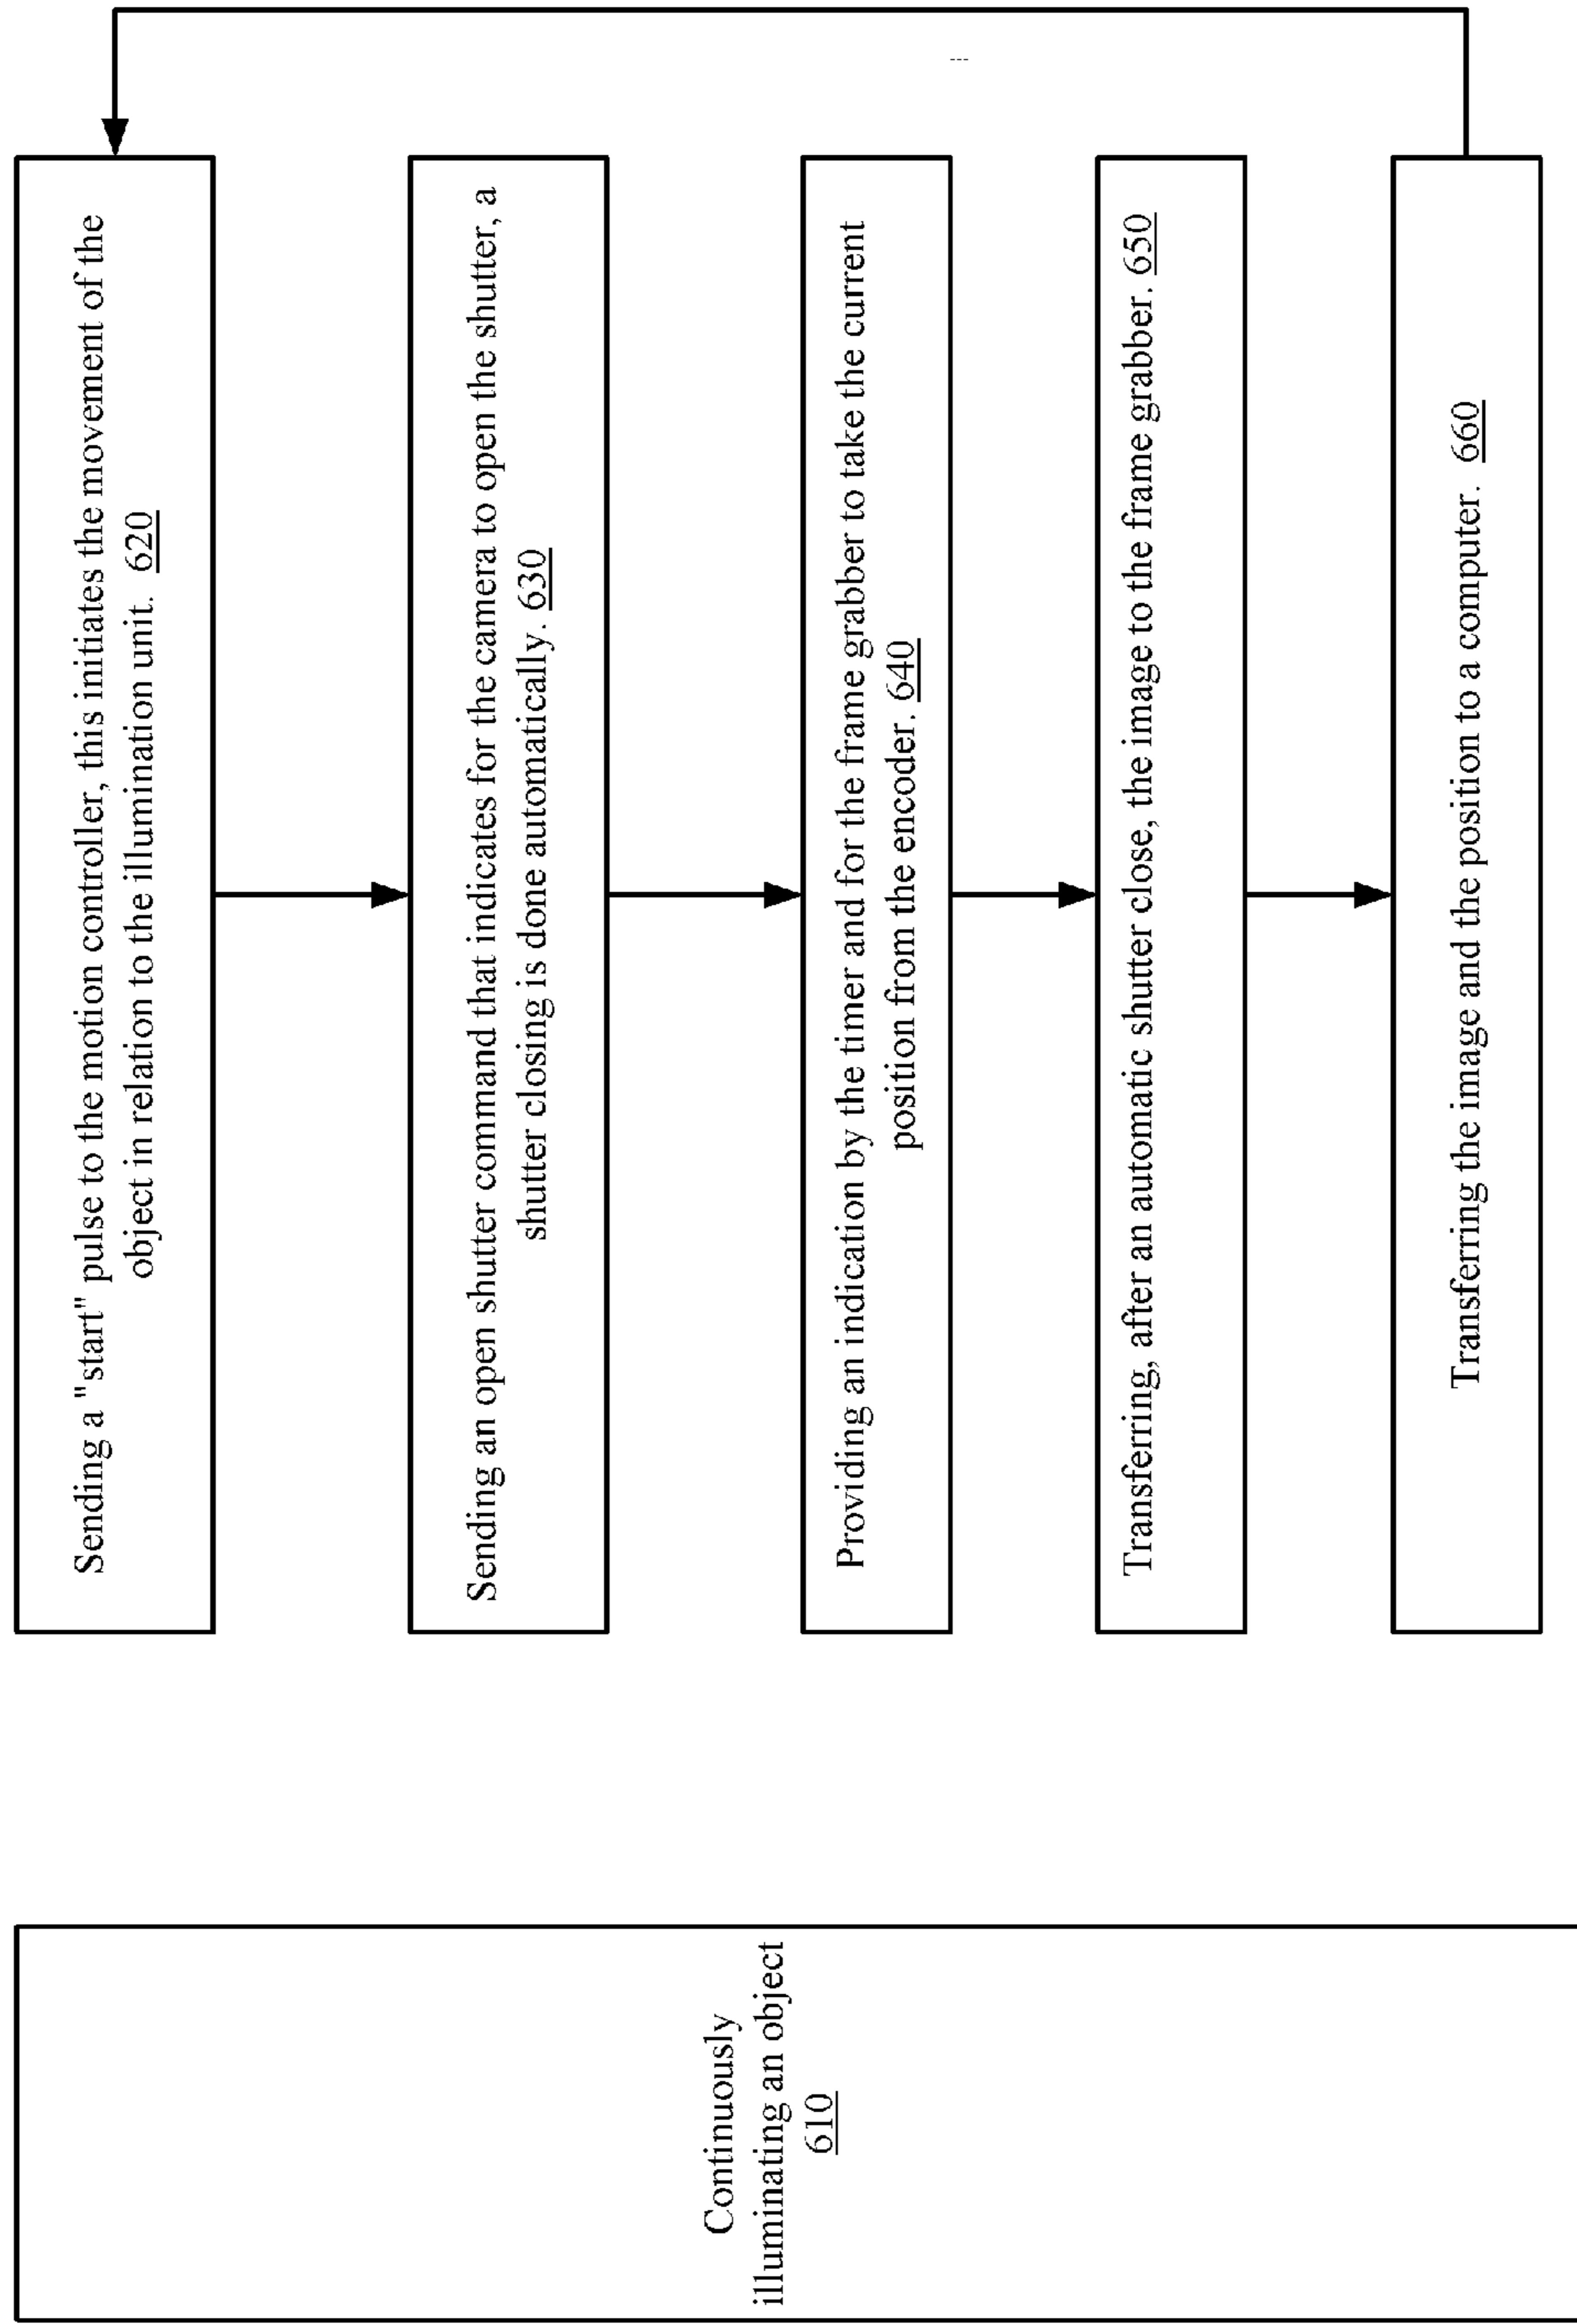 Continuously
illuminating an object
610
Sending a "start" pulse to the motion controller, this initiates the movement of the
object in relation to the illumination unit. 620
Sending an open shutter command that indicates for the camera to open the shutter, a
shutter closing is done automatically. 630
Providing an indication by the timer and for the frame grabber to take the current
position from the encoder. 640
Transferring, after an automatic shutter close, the image to the frame grabber. 650
Transferring the image and the position to a computer. 660